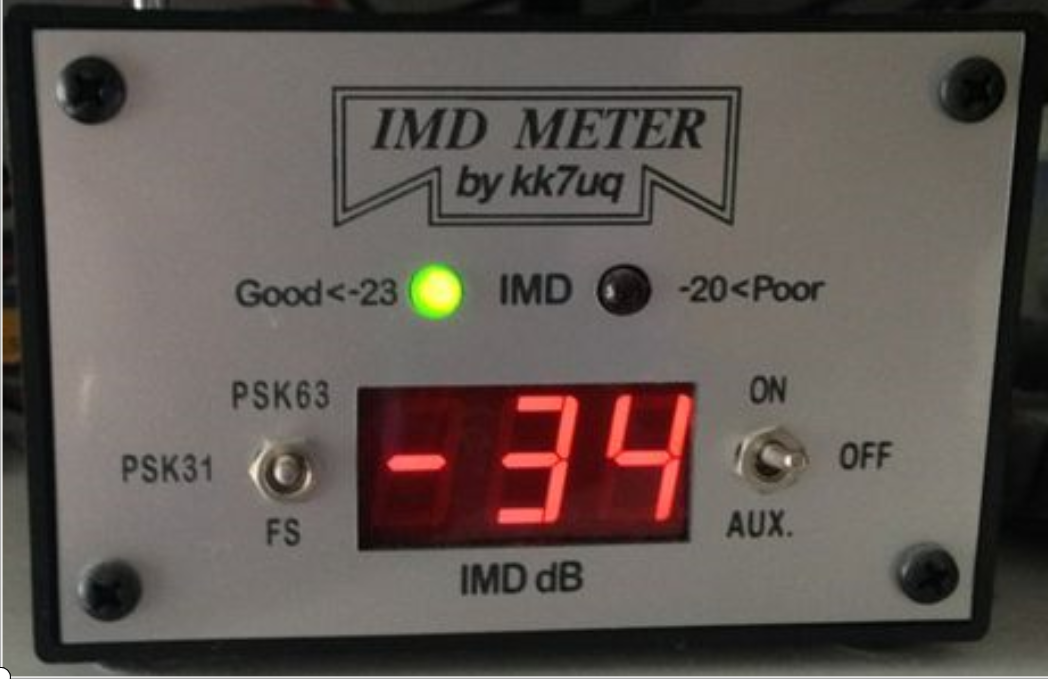 IMD METER
by kk7uq
Good<-23 IMD -20<Poor
PSK63
PSK31
FS
-34
IMD dB
ON
OFF
AUX.